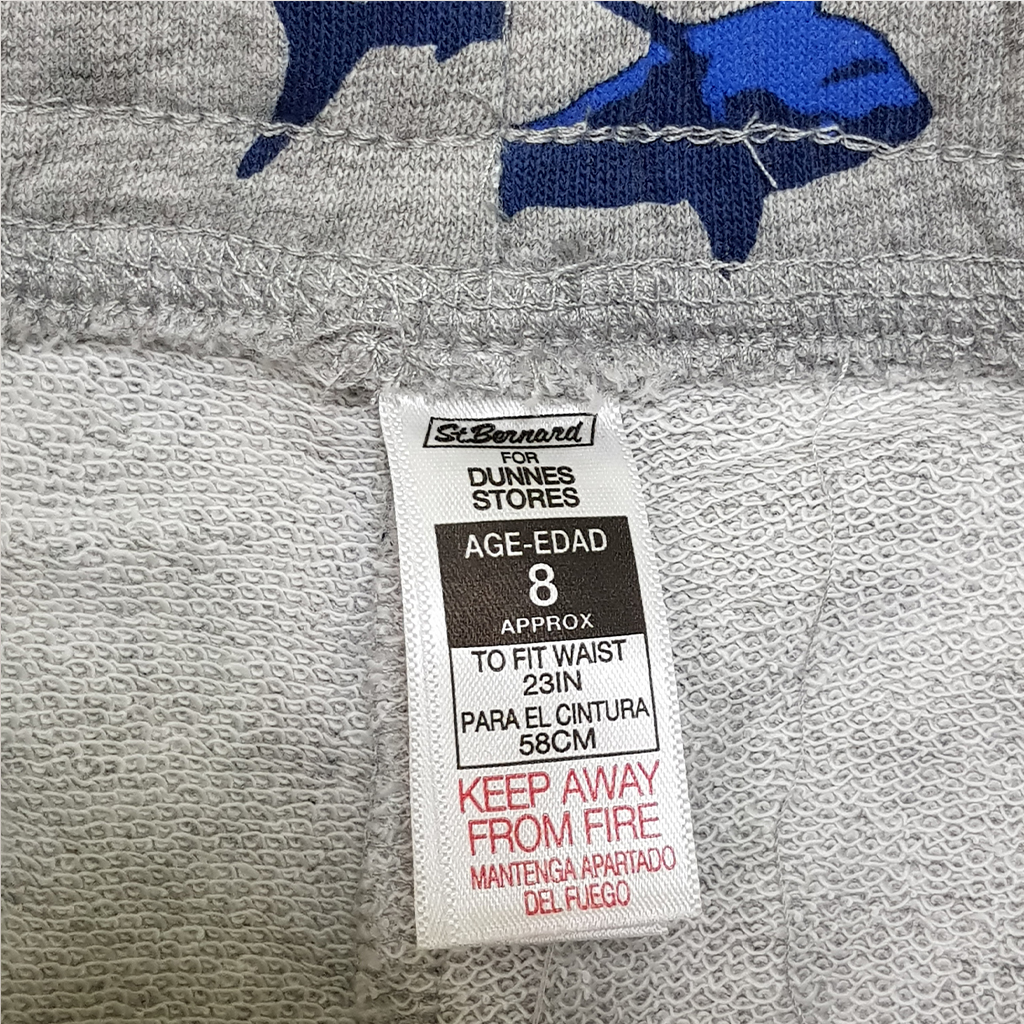 St. Bernard
FOR
DUNNES
STORES
AGE-EDAD
8
APPROX
TO FIT WAIST
23IN
PARA EL CINTURA
58CM
KEEP AWAY
FROM FIRE
MANTENGA APARTADO
DEL FUEGO